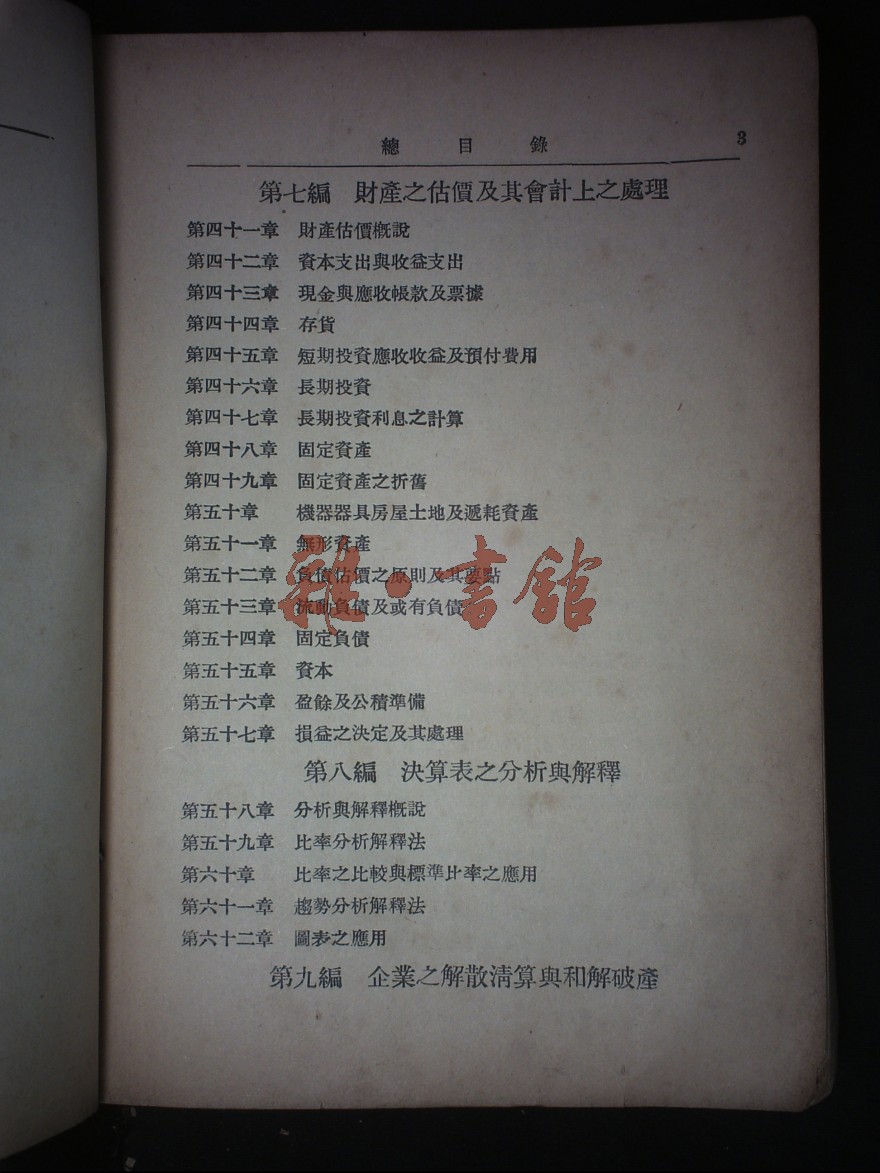 總目錄 3
第七編 財產之估價及其會計上之處理
第四十一章 財產估價概說
第四十二章 資本支出與收益支出
第四十三章 現金與應收帳款及票據
第四十四章 存貨
第四十五章 短期投資應收收益及預付費用
第四十六章 長期投資
第四十七章 長期投資利息之計算
第四十八章 固定資產
第四十九章 固定資產之折舊
第五十章 機器器具房屋土地及遞耗資產
第五十一章 無形資產
第五十二章 負債估價之原則及其要點
第五十三章 流動負債及或有負債
雜·書館
第五十四章 固定負債
第五十五章 資本
第五十六章 盈餘及公積準備
第五十七章 損益之決定及其處理
第八編 決算表之分析與解釋
第五十八章 分析與解釋概說
第五十九章 比率分析解釋法
第六十章 比率之比較與標準比率之應用
第六十一章 趨勢分析解釋法
第六十二章 圖表之應用
第九編 企業之解散清算與和解破產